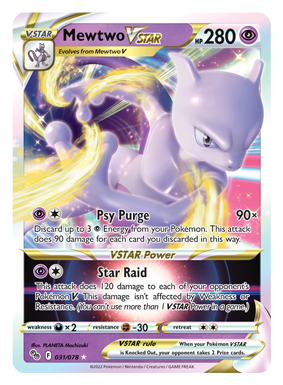 VSTAR Mewtwo VSTAR HP 280
Evolves from Mewtwo V
Psy Purge 90×
Discard up to 3 Energy from your Pokémon. This attack
does 90 damage for each card you discarded in this way.
VSTAR Power
Star Raid
This attack does 120 damage to each of your opponent's
Pokémon V. This damage isn't affected by Weakness or
Resistance. (You can't use more than 1 VSTAR Power in a game.)
weakness × 2 resistance -30 retreat
Illus. PLANETA Mochizuki
VSTAR rule When your Pokémon VSTAR
F 031/078 is Knocked Out, your opponent takes 2 Prize cards.
©2022 Pokémon / Nintendo / Creatures / GAME FREAK